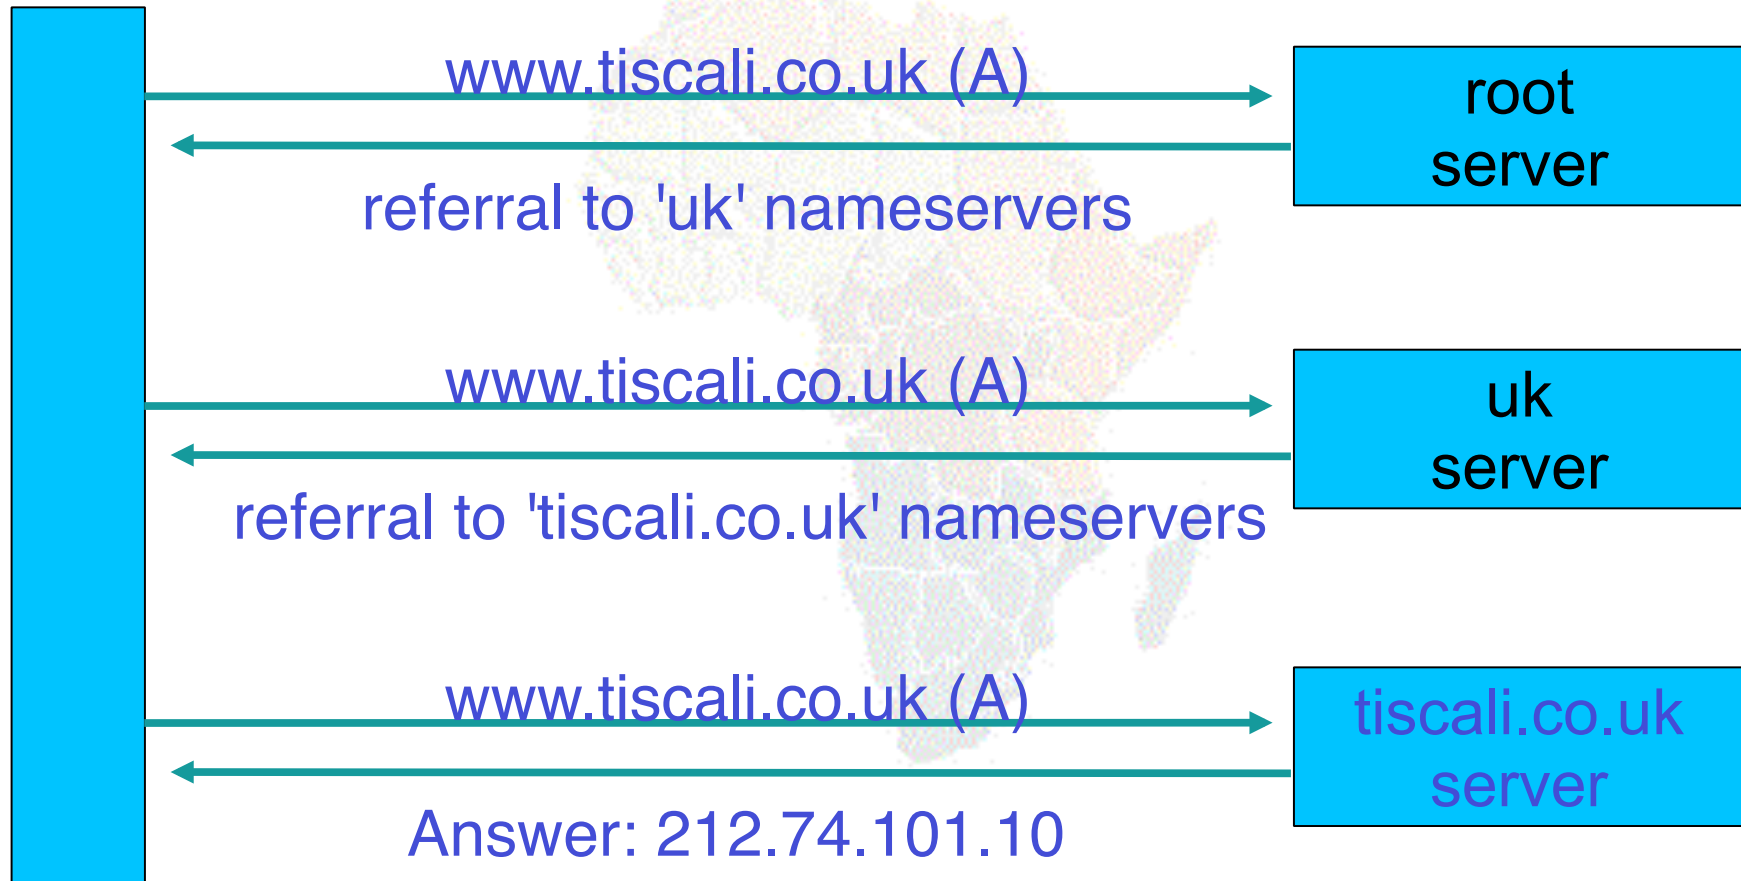 www.tiscali.co.uk (A)
root
server
referral to 'uk' nameservers
www.tiscali.co.uk (A)
uk
server
referral to 'tiscali.co.uk' nameservers
www.tiscali.co.uk (A)
tiscali.co.uk
server
Answer: 212.74.101.10